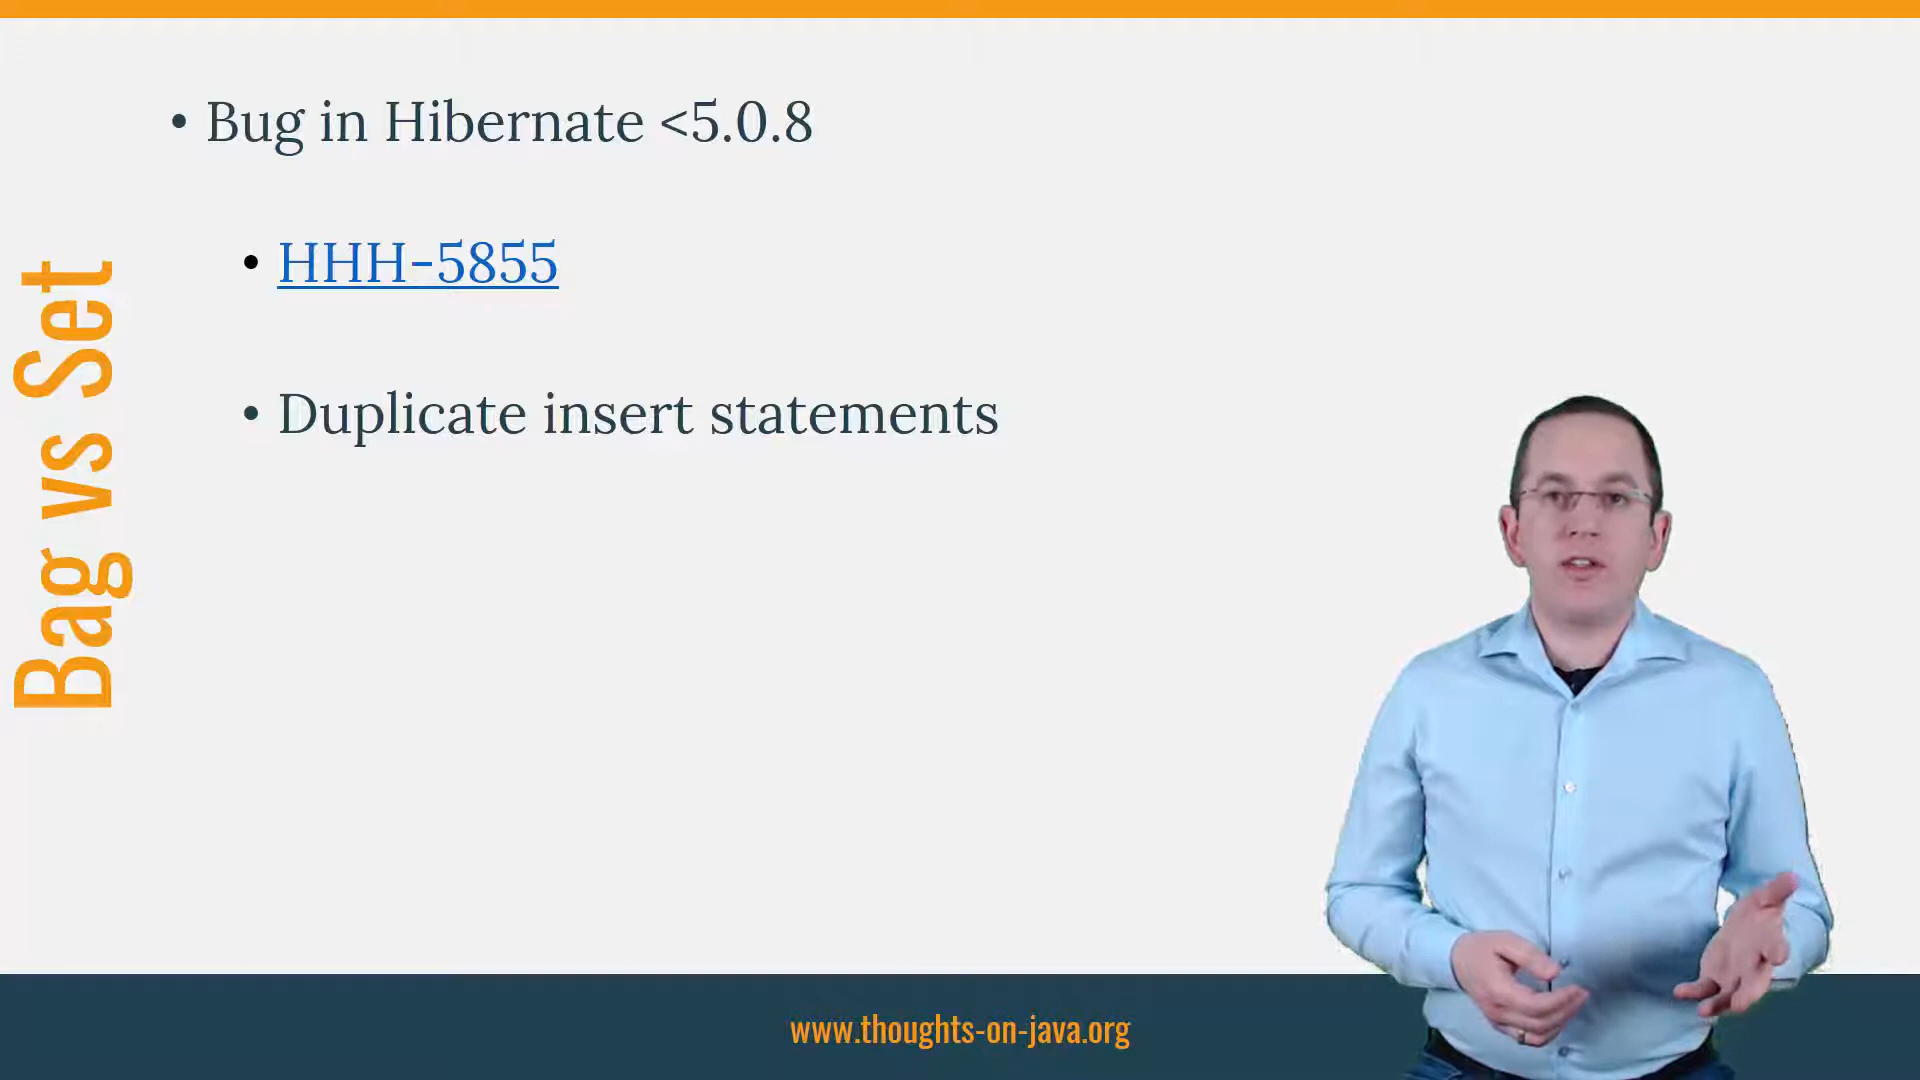 Bag vs Set
• Bug in Hibernate <5.0.8
• HHH-5855
• Duplicate insert statements
www.thoughts-on-java.org